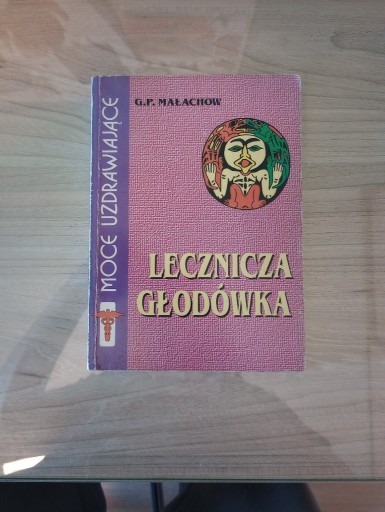 G.P. MAŁACHOW
MOCE UZDRAWIAJĄCE
LECZNICZA
GŁODÓWKA